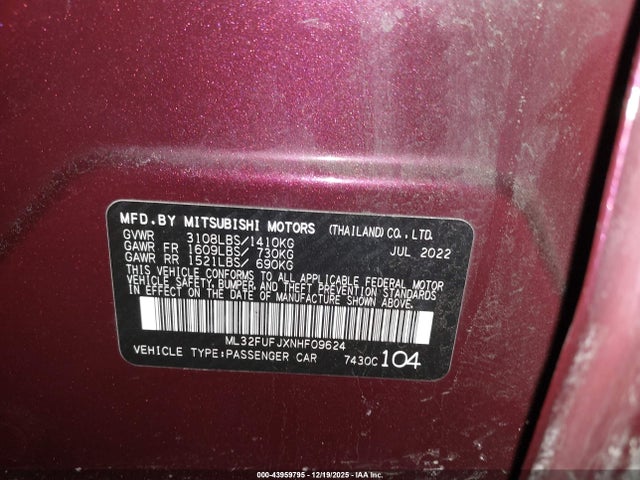 MFD.BY MITSUBISHI MOTORS (THAILAND)CO., LTD.
GVWR 3108LBS/1410KG JUL 2022
GAWR FR 1609LBS/ 730KG
GAWR RR 1521LBS/ 690KG
THIS VEHICLE CONFORMS TO ALL APPLICABLE FEDERAL MOTOR
VEHICLE SAFETY, BUMPER, AND THEFT PREVENTION STANDARDS
IN EFFECT ON THE DATE OF MANUFACTURE SHOWN ABOVE.
ML32FUFJXNHF09624
VEHICLE TYPE:PASSENGER CAR 7430C 104
00-43959795 - 12/19/2025 - IAA Inc.